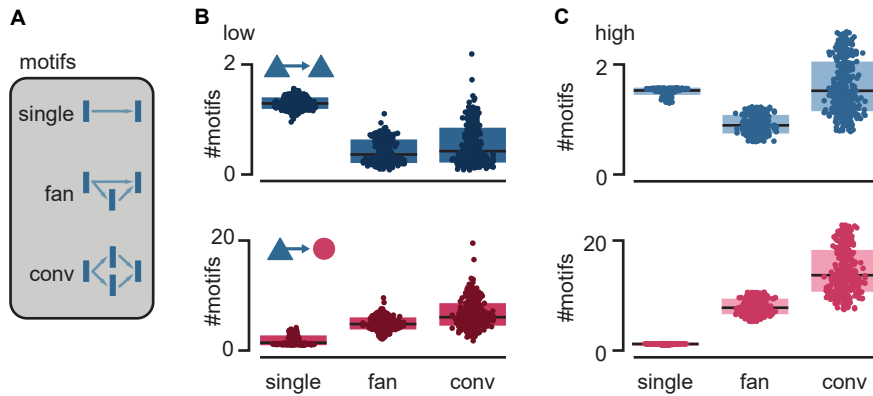 A
motifs
single
fan
conv
B
low
2
0
#motifs
20
0
#motifs
single fan conv
C
high
2
0
#motifs
20
0
#motifs
single fan conv